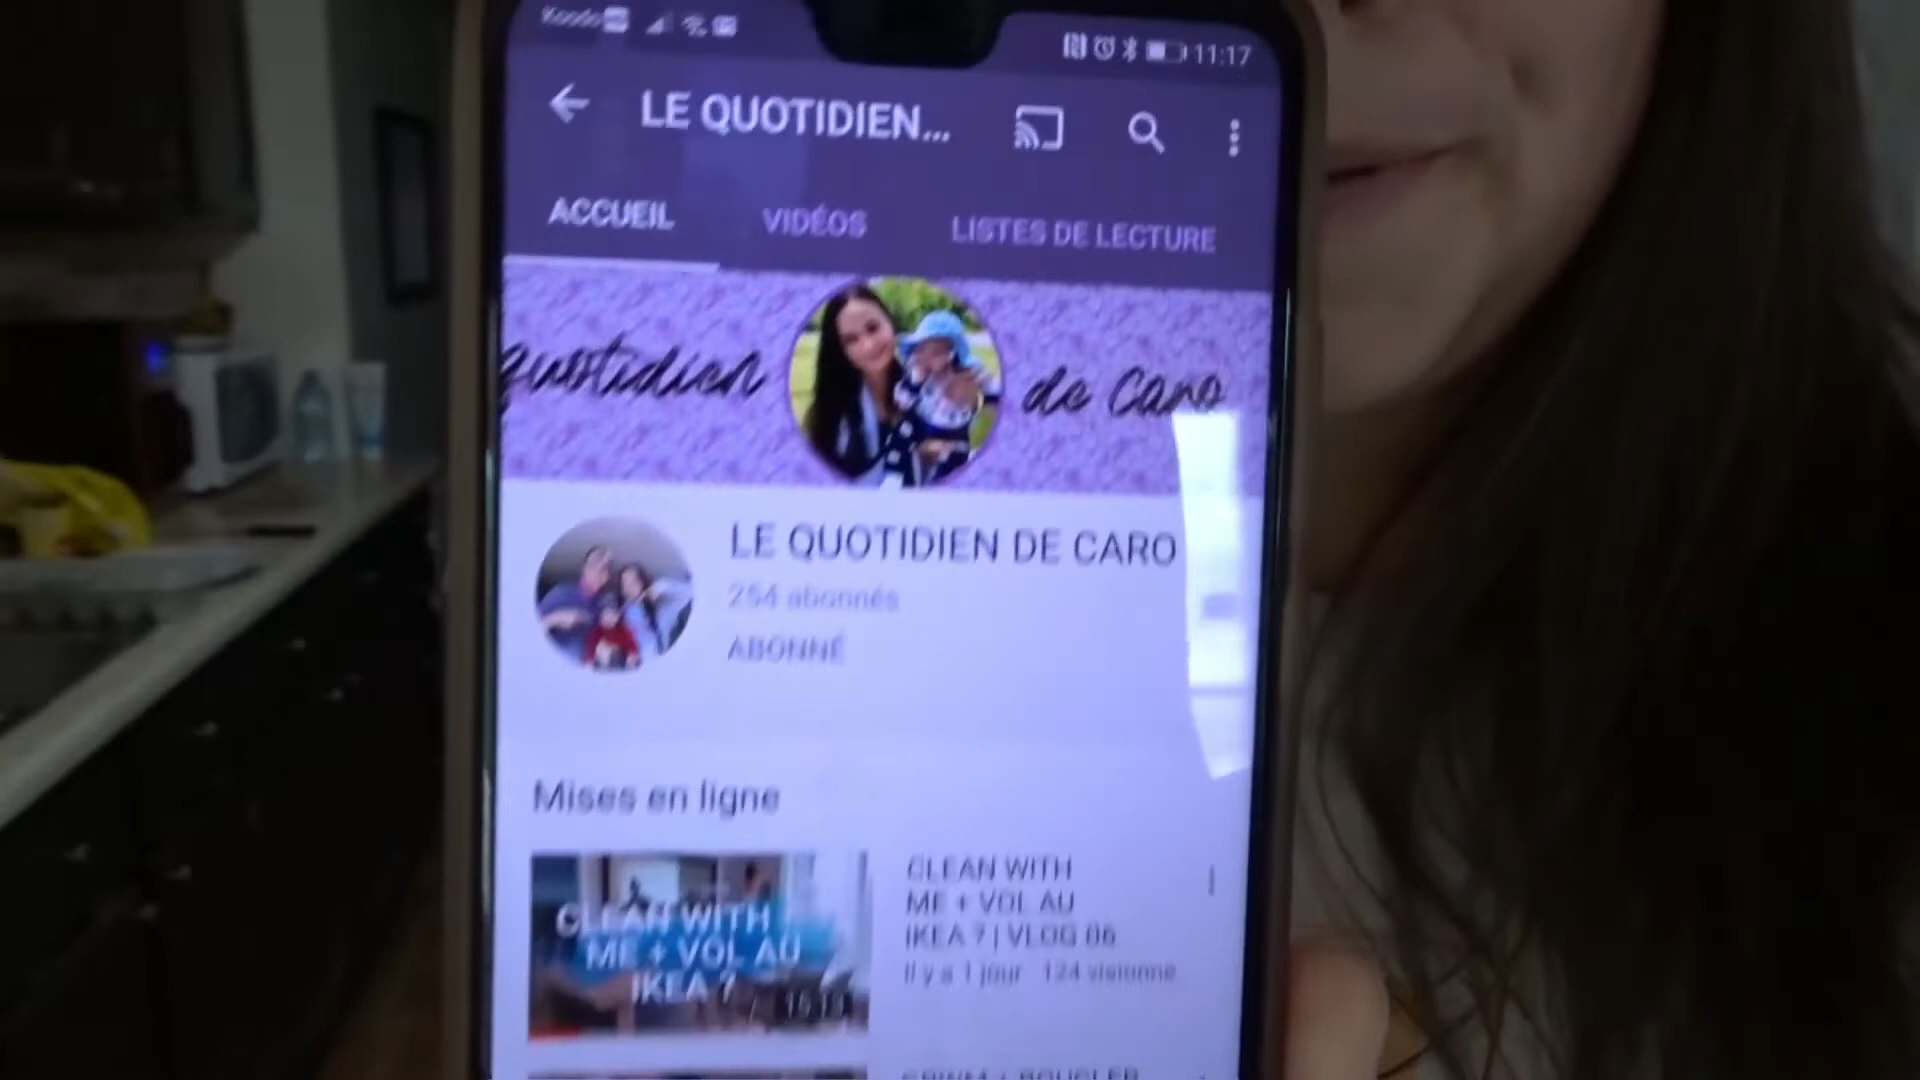 Koodo
11:17
LE QUOTIDIEN...
ACCUEIL
VIDÉOS
LISTES DE LECTURE
quotidien
de Caro
LE QUOTIDIEN DE CARO
254 abonnés
ABONNÉ
Mises en ligne
CLEAN WITH
ME + VOL AU
IKEA ?
CLEAN WITH
ME + VOL AU
IKEA ? | VLOG 06
Il y a 1 jour
124 visionne